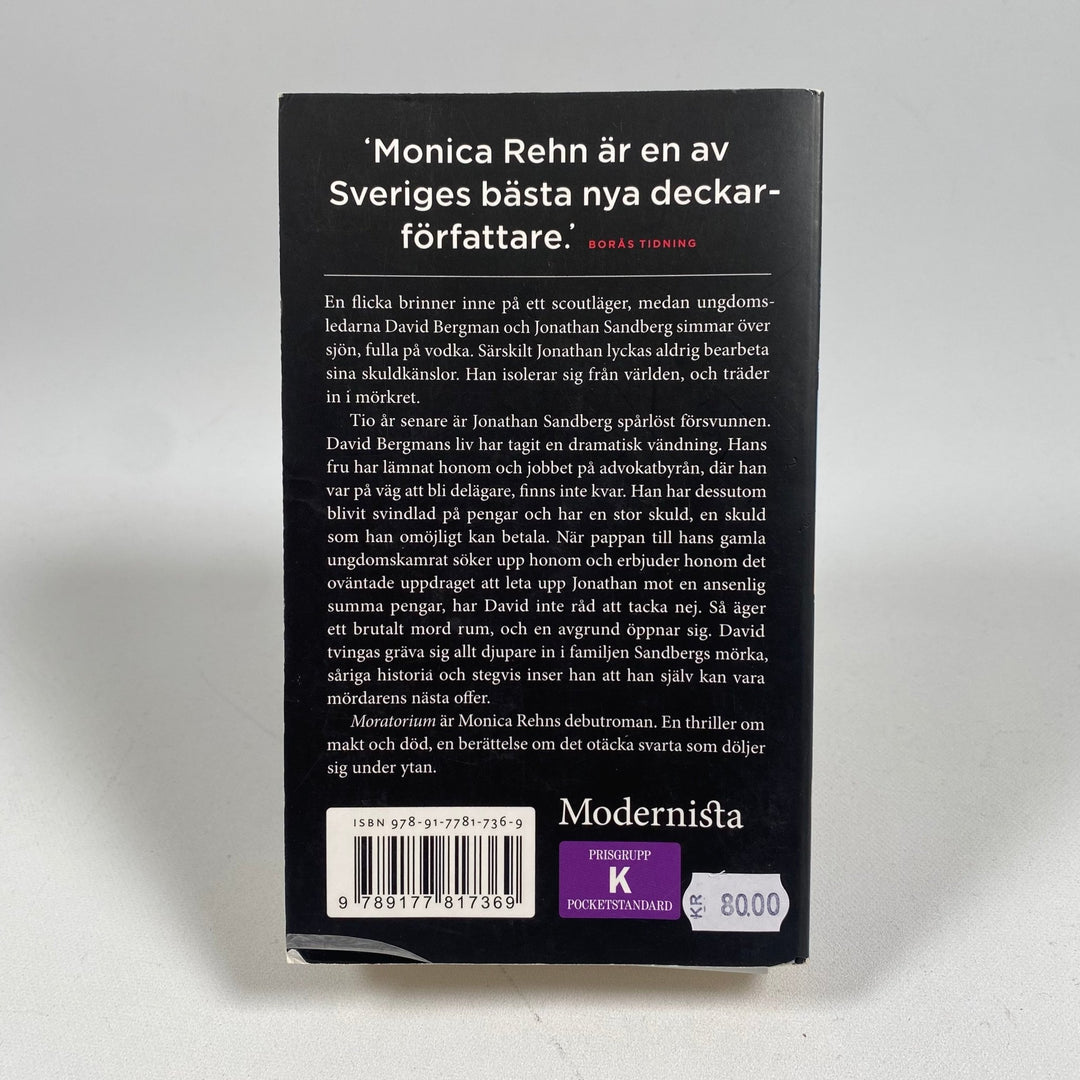 ‘Monica Rehn är en av
Sveriges bästa nya deckar-
författare.’ BORÅS TIDNING
En flicka brinner inne på ett scoutläger, medan ungdoms-
ledarna David Bergman och Jonathan Sandberg simmar över
sjön, fulla på vodka. Särskilt Jonathan lyckas aldrig bearbeta
sina skuldkänslor. Han isolerar sig från världen, och träder
in i mörkret.
Tio år senare är Jonathan Sandberg spårlöst försvunnen.
David Bergmans liv har tagit en dramatisk vändning. Hans
fru har lämnat honom och jobbet på advokatbyrån, där han
var på väg att bli delägare, finns inte kvar. Han har dessutom
blivit svindlad på pengar och har en stor skuld, en skuld
som han omöjligt kan betala. När pappan till hans gamla
ungdomskamrat söker upp honom och erbjuder honom det
oväntade uppdraget att leta upp Jonathan mot en ansenlig
summa pengar, har David inte råd att tacka nej. Så äger
ett brutalt mord rum, och en avgrund öppnar sig. David
tvingas gräva sig allt djupare in i familjen Sandbergs mörka,
såriga historia och stegvis inser han att han själv kan vara
mördarens nästa offer.
Moratorium är Monica Rehns debutroman. En thriller om
makt och död, en berättelse om det otäcka svarta som döljer
sig under ytan.
Modernista
ISBN 978-91-7781-736-9
9 789177 817369
PRISGRUPP
K
POCKETSTANDARD
KR 80.00